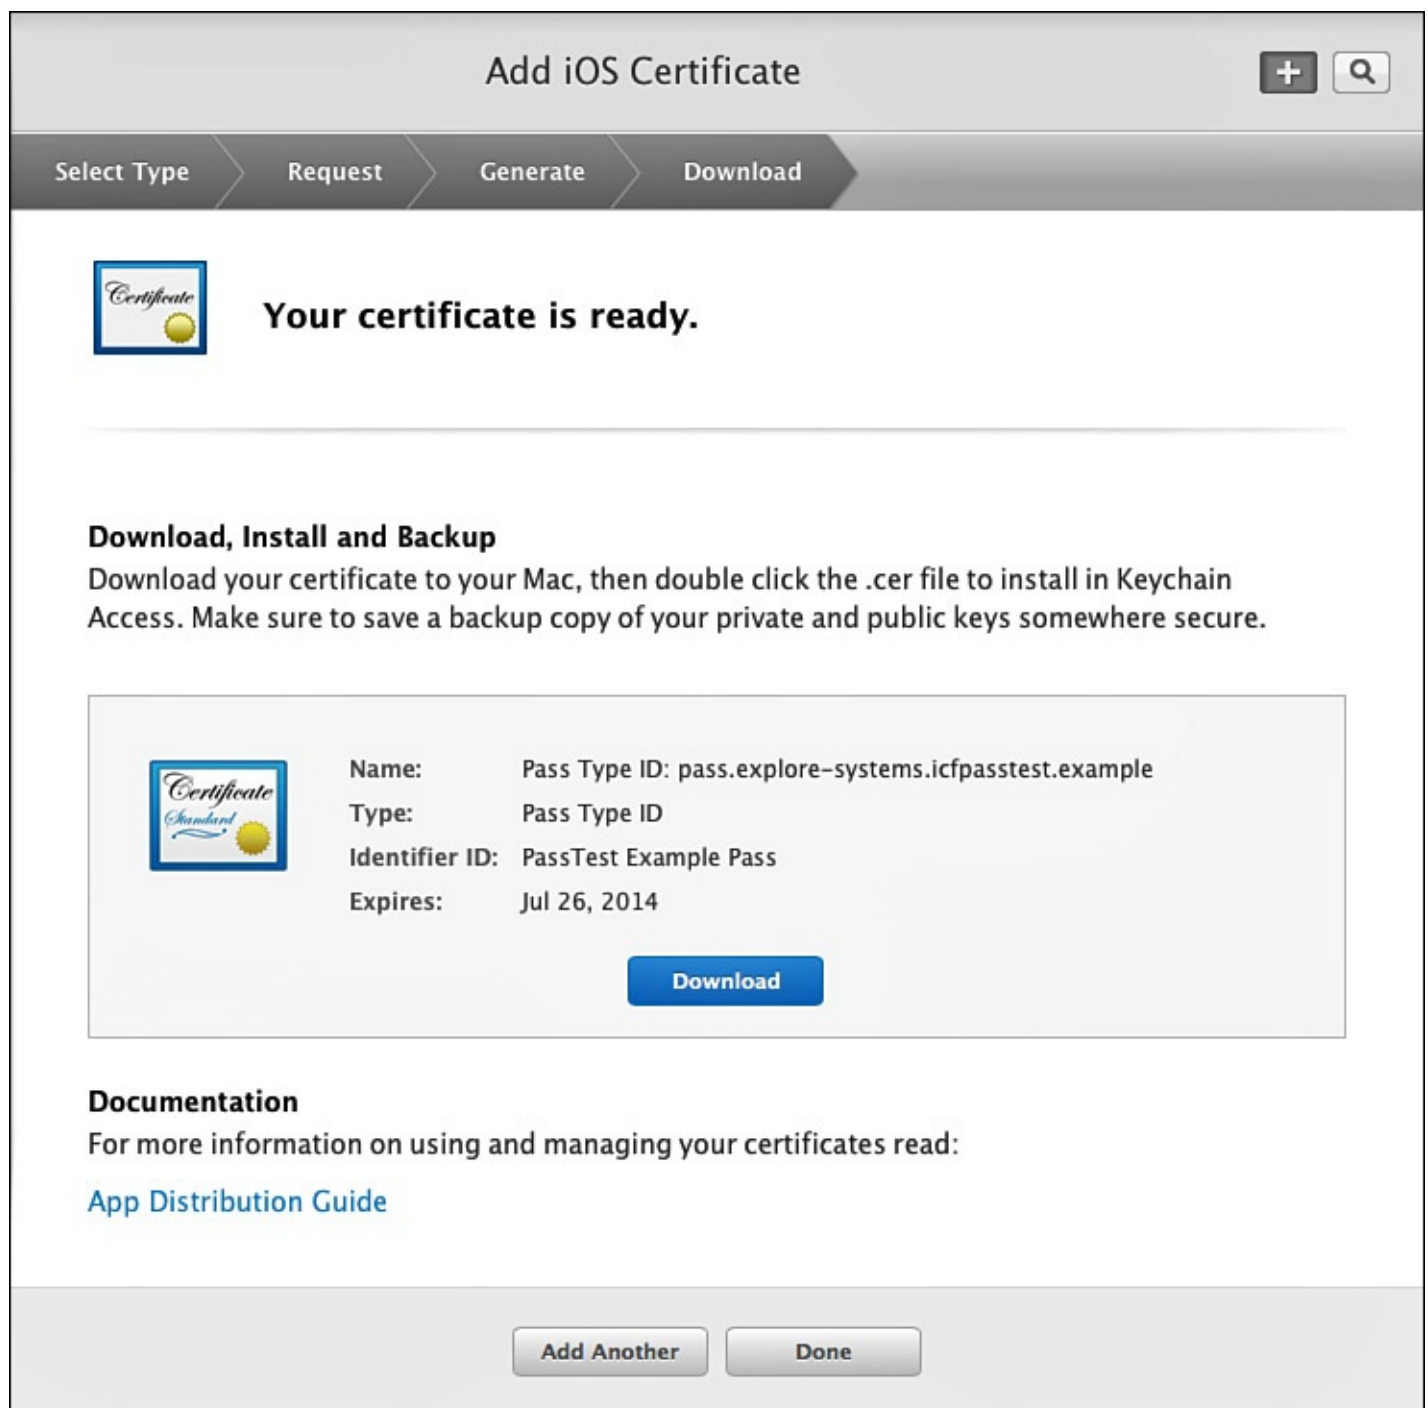 Add iOS Certificate
Select Type
Request
Generate
Download
Certificate
Your certificate is ready.
Download, Install and Backup
Download your certificate to your Mac, then double click the .cer file to install in Keychain
Access. Make sure to save a backup copy of your private and public keys somewhere secure.
Certificate
Standard
Name: Pass Type ID: pass.explore-systems.icfpasstest.example
Type: Pass Type ID
Identifier ID: PassTest Example Pass
Expires: Jul 26, 2014
Download
Documentation
For more information on using and managing your certificates read:
App Distribution Guide
Add Another
Done